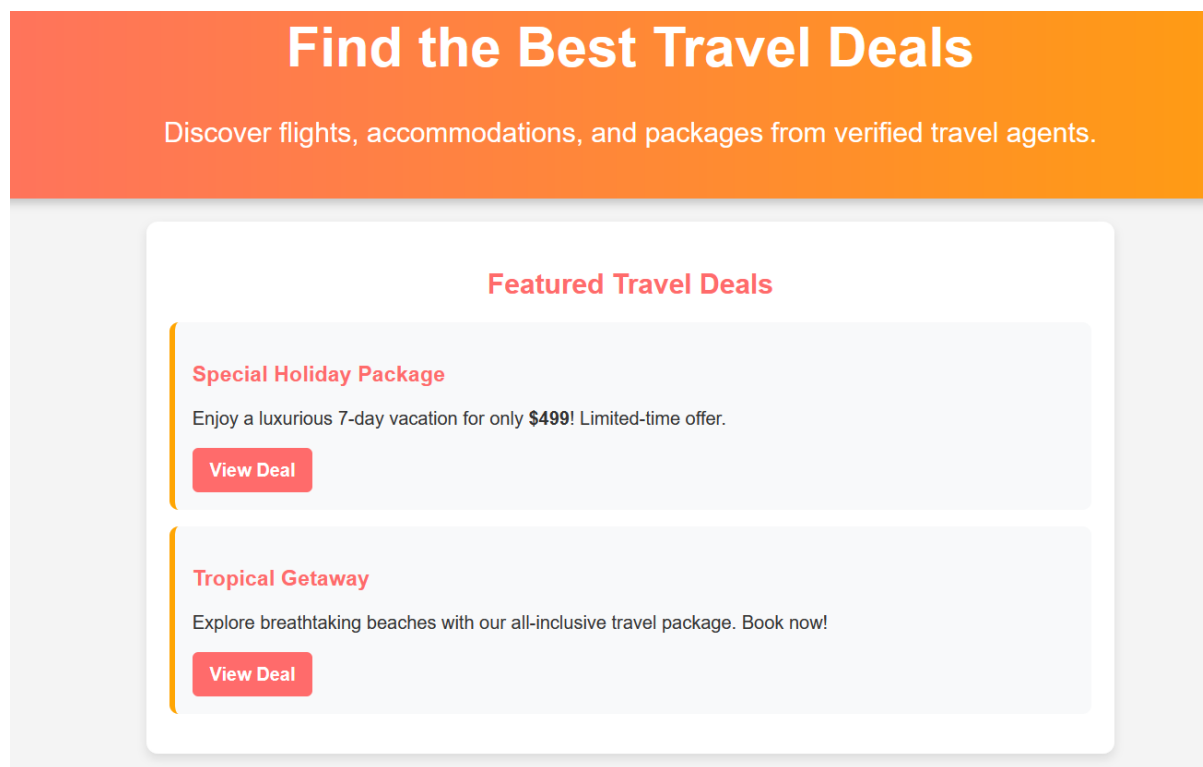 Find the Best Travel Deals
Discover flights, accommodations, and packages from verified travel agents.
Featured Travel Deals
Special Holiday Package
Enjoy a luxurious 7-day vacation for only $499! Limited-time offer.
View Deal
Tropical Getaway
Explore breathtaking beaches with our all-inclusive travel package. Book now!
View Deal